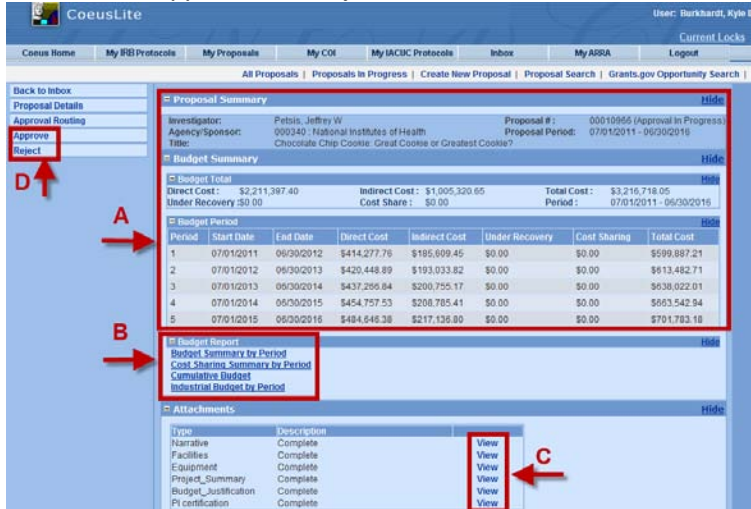 CoeusLite
User: Burkhardt, Kyle
Current Locks
Coeus Home My IRB Protocols My Proposals My COI My IACUC Protocols Inbox My ARRA Logout
All Proposals | Proposals In Progress | Create New Proposal | Proposal Search | Grants.gov Opportunity Search |
Back to Inbox
Proposal Details
Approval Routing
Approve
Reject
D
A
B
C
Proposal Summary Hide
Investigator: Petsis, Jeffrey W Proposal # : 00010966 (Approval In Progress)
Agency/Sponsor: 000340 : National Institutes of Health Proposal Period: 07/01/2011 - 06/30/2016
Title: Chocolate Chip Cookie: Great Cookie or Greatest Cookie?
Budget Summary Hide
Budget Total Hide
Direct Cost : $2,211,397.40 Indirect Cost : $1,005,320.65 Total Cost : $3,216,718.05
Under Recovery :$0.00 Cost Share : $0.00 Period : 07/01/2011 - 06/30/2016
Budget Period Hide
Period Start Date End Date Direct Cost Indirect Cost Under Recovery Cost Sharing Total Cost
1 07/01/2011 06/30/2012 $414,277.76 $185,609.45 $0.00 $0.00 $599,887.21
2 07/01/2012 06/30/2013 $420,448.89 $193,033.82 $0.00 $0.00 $613,482.71
3 07/01/2013 06/30/2014 $437,266.84 $200,755.17 $0.00 $0.00 $638,022.01
4 07/01/2014 06/30/2015 $454,757.53 $208,785.41 $0.00 $0.00 $663,542.94
5 07/01/2015 06/30/2016 $484,646.38 $217,136.80 $0.00 $0.00 $701,783.18
Budget Report Hide
Budget Summary by Period
Cost Sharing Summary by Period
Cumulative Budget
Industrial Budget by Period
Attachments Hide
Type Description
Narrative Complete View
Facilities Complete View
Equipment Complete View
Project_Summary Complete View
Budget_Justification Complete View
PI certification Complete View